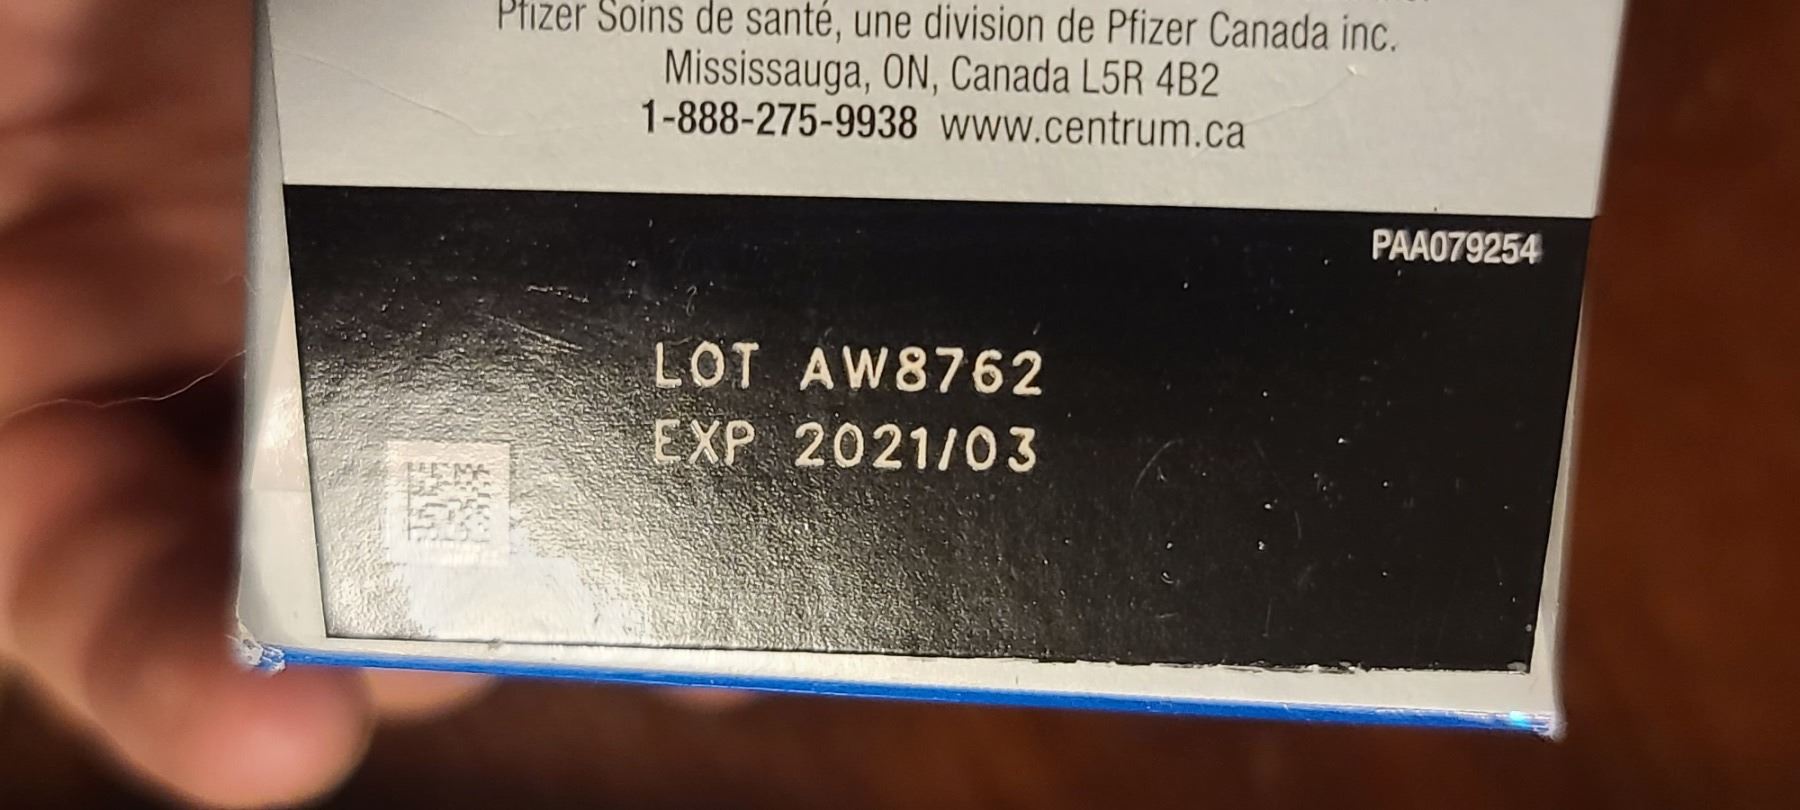 Pfizer Soins de santé, une division de Pfizer Canada inc.
Mississauga, ON, Canada L5R 4B2
1-888-275-9938 www.centrum.ca
PAA079254
LOT AW8762
EXP 2021/03